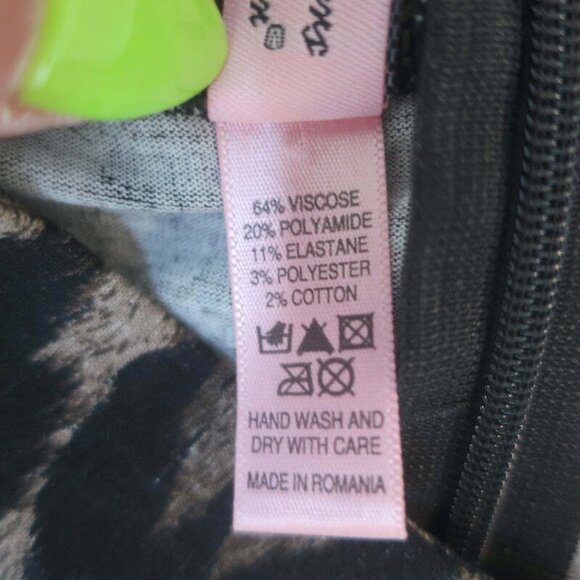 64% VISCOSE
20% POLYAMIDE
11% ELASTANE
3% POLYESTER
2% COTTON
HAND WASH AND
DRY WITH CARE
MADE IN ROMANIA